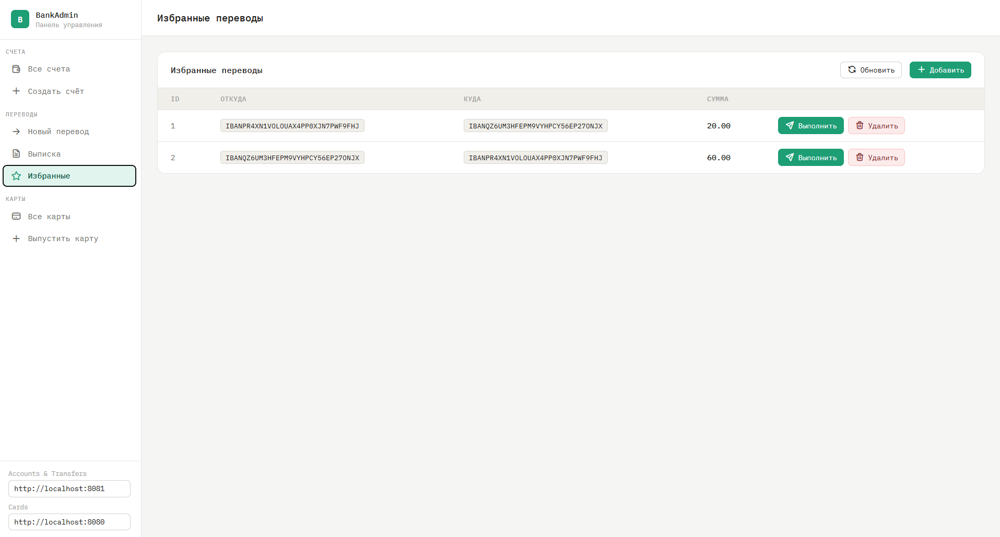 B
BankAdmin
Панель управления
СЧЕТА
Все счета
Создать счёт
ПЕРЕВОДЫ
Новый перевод
Выписка
Избранные
КАРТЫ
Все карты
Выпустить карту
Accounts & Transfers
http://localhost:8081
Cards
http://localhost:8080
Избранные переводы
Избранные переводы
Обновить
Добавить
ID ОТКУДА КУДА СУММА
1 IBANPR4XN1VOLOUAX4PP0XJN7PWF9FHJ IBANQZ6UM3HFEPM9VYHPCY56EP27ONJX 20.00 Выполнить Удалить
2 IBANQZ6UM3HFEPM9VYHPCY56EP27ONJX IBANPR4XN1VOLOUAX4PP0XJN7PWF9FHJ 60.00 Выполнить Удалить